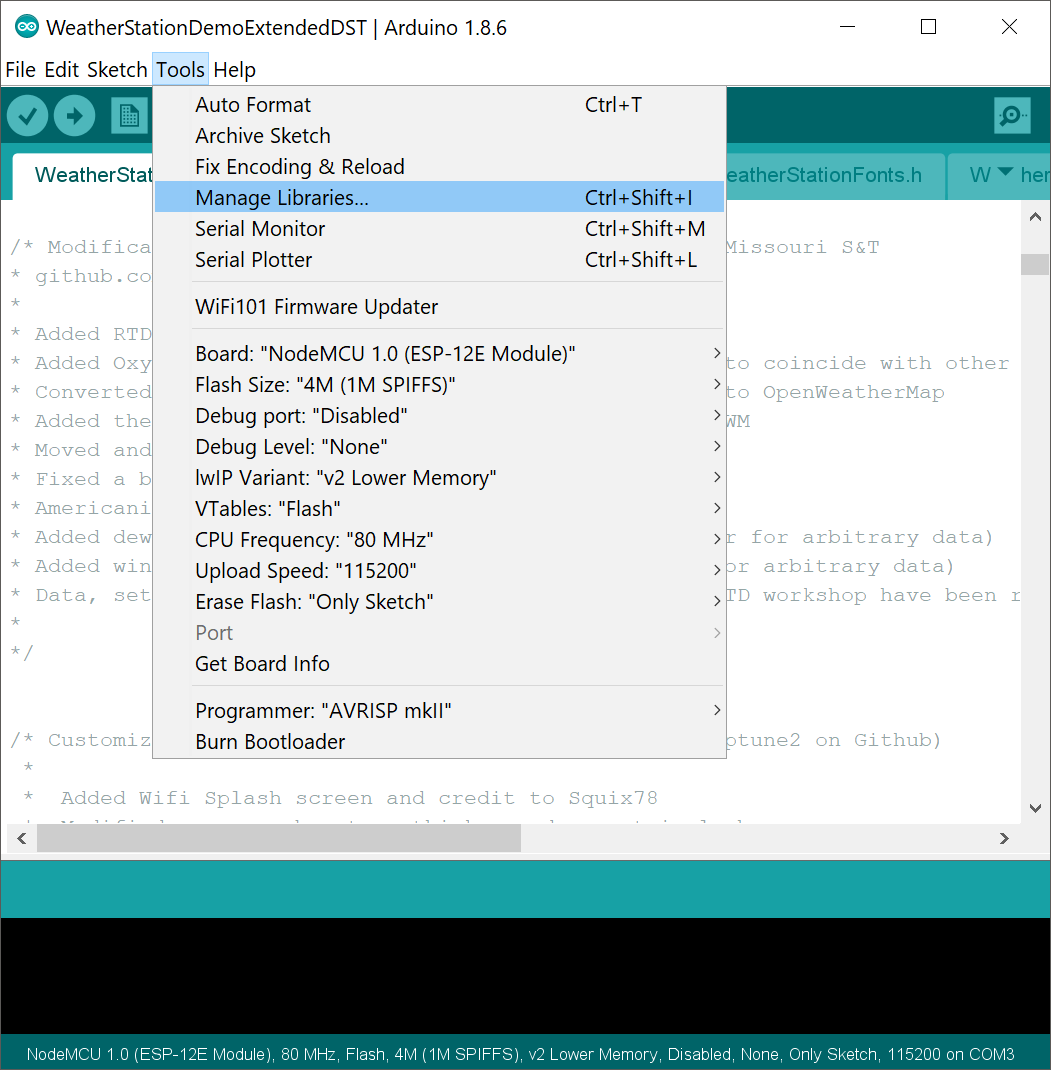 WeatherStationDemoExtendedDST | Arduino 1.8.6
File Edit Sketch Tools Help
Auto Format Ctrl+T
Archive Sketch
Fix Encoding & Reload
Manage Libraries... Ctrl+Shift+I
Serial Monitor Ctrl+Shift+M
Serial Plotter Ctrl+Shift+L
WiFi101 Firmware Updater
Board: "NodeMCU 1.0 (ESP-12E Module)"
Flash Size: "4M (1M SPIFFS)"
Debug port: "Disabled"
Debug Level: "None"
lwIP Variant: "v2 Lower Memory"
VTables: "Flash"
CPU Frequency: "80 MHz"
Upload Speed: "115200"
Erase Flash: "Only Sketch"
Port
Get Board Info
Programmer: "AVRISP mkII"
Burn Bootloader
WeatherStat eatherStationFonts.h W her
/* Modifica Missouri S&T
* github.co
*
* Added RTD
* Added Oxy to coincide with other
* Converted to OpenWeatherMap
* Added the WM
* Moved and
* Fixed a b
* Americani
* Added dew r for arbitrary data)
* Added win or arbitrary data)
* Data, set TD workshop have been r
*
*/
/* Customiz ptune2 on Github)
*
* Added Wifi Splash screen and credit to Squix78
NodeMCU 1.0 (ESP-12E Module), 80 MHz, Flash, 4M (1M SPIFFS), v2 Lower Memory, Disabled, None, Only Sketch, 115200 on COM3